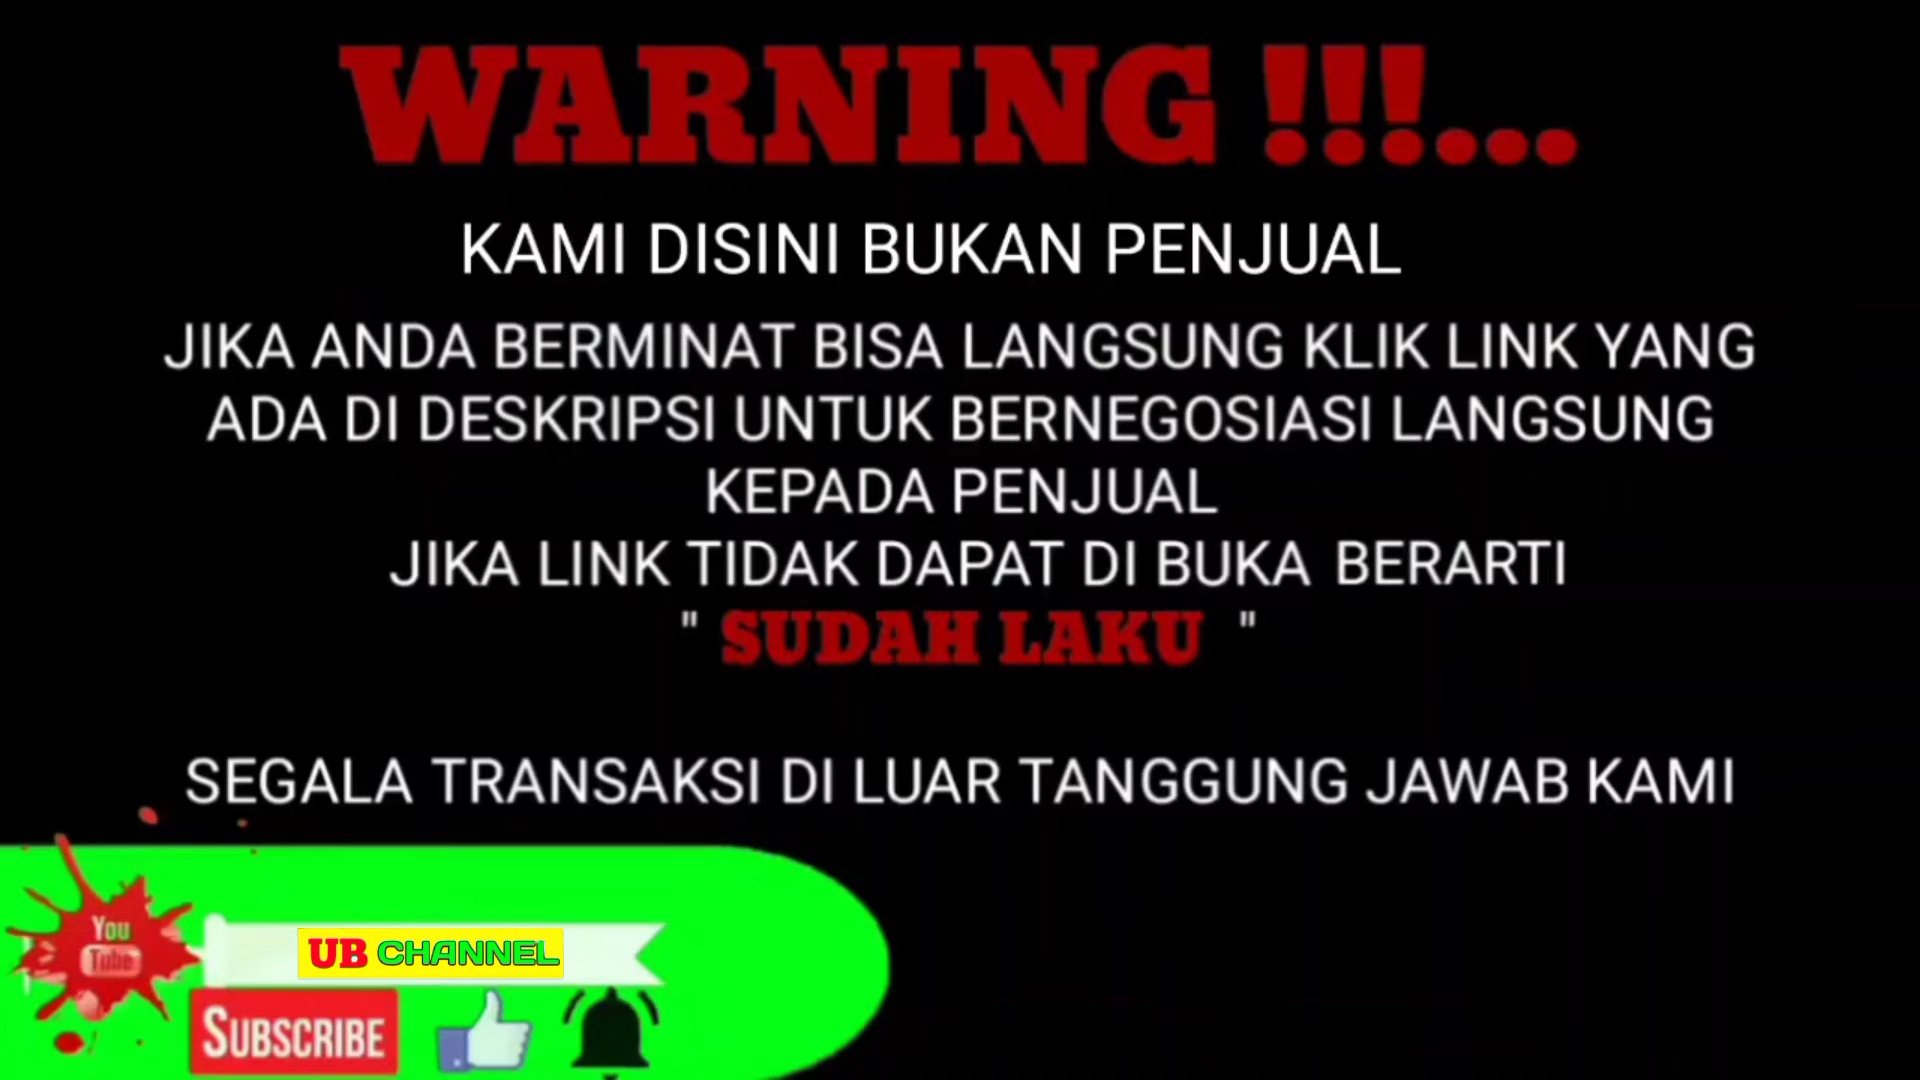 WARNING !!!...
KAMI DISINI BUKAN PENJUAL
JIKA ANDA BERMINAT BISA LANGSUNG KLIK LINK YANG
ADA DI DESKRIPSI UNTUK BERNEGOSIASI LANGSUNG
KEPADA PENJUAL
JIKA LINK TIDAK DAPAT DI BUKA BERARTI
" SUDAH LAKU "
SEGALA TRANSAKSI DI LUAR TANGGUNG JAWAB KAMI
You
Tube
UB CHANNEL
SUBSCRIBE